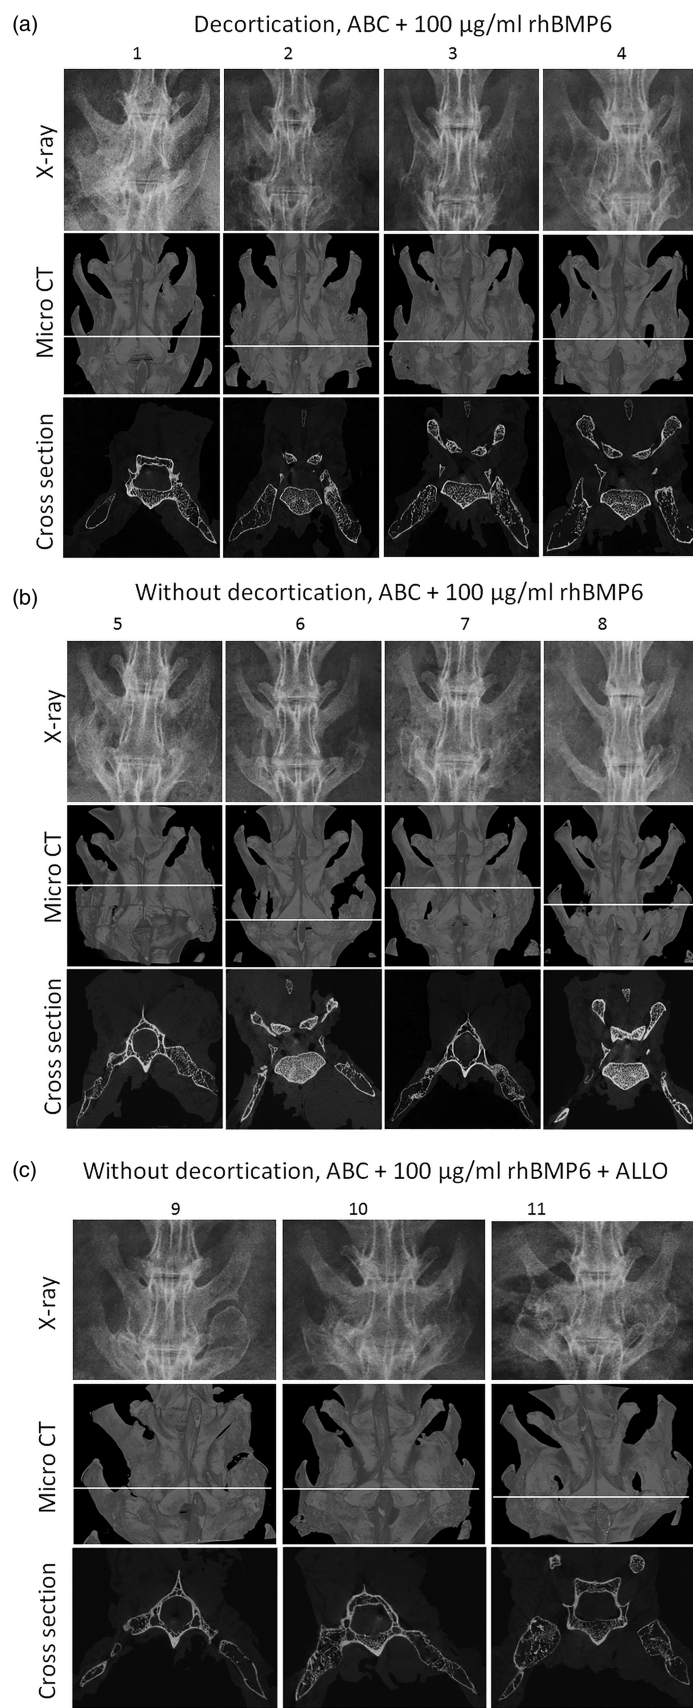 (a)
Decortication, ABC + 100 µg/ml rhBMP6
1 2 3 4
X-ray
Micro CT
Cross section
(b)
Without decortication, ABC + 100 µg/ml rhBMP6
5 6 7 8
X-ray
Micro CT
Cross section
(c)
Without decortication, ABC + 100 µg/ml rhBMP6 + ALLO
9 10 11
X-ray
Micro CT
Cross section